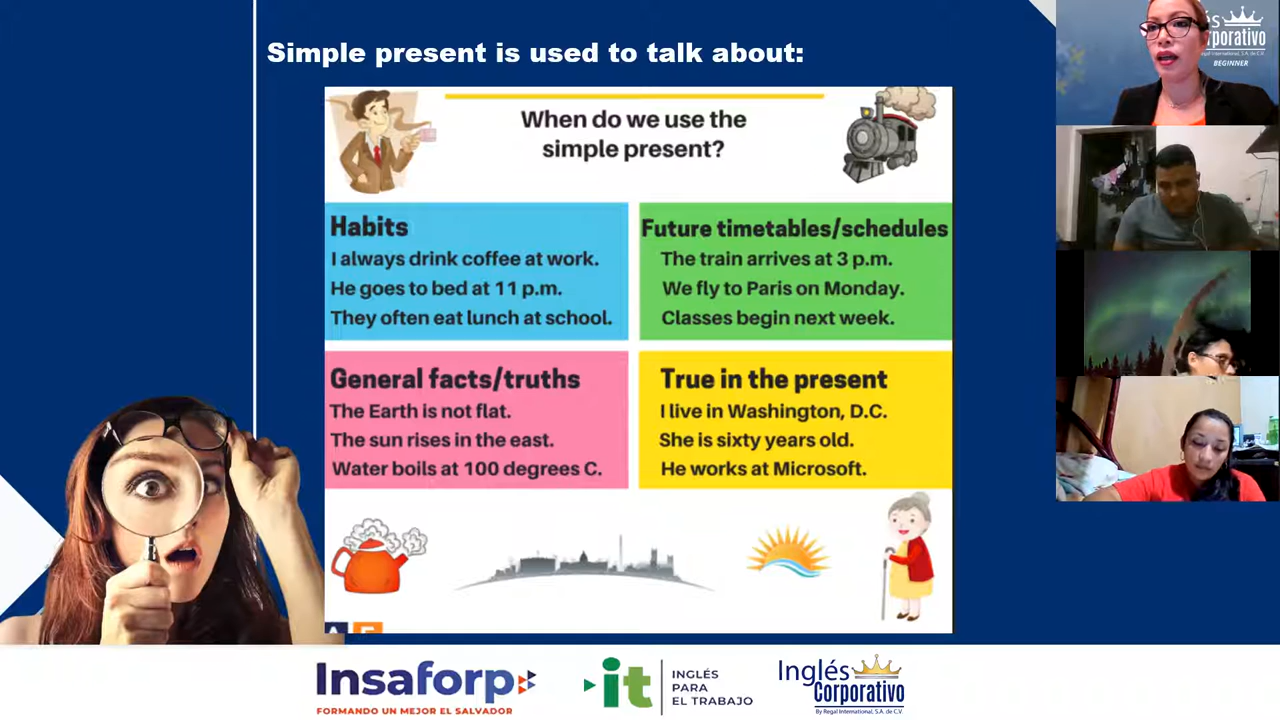 Simple present is used to talk about:
When do we use the
simple present?
Habits
I always drink coffee at work.
He goes to bed at 11 p.m.
They often eat lunch at school.
Future timetables/schedules
The train arrives at 3 p.m.
We fly to Paris on Monday.
Classes begin next week.
General facts/truths
The Earth is not flat.
The sun rises in the east.
Water boils at 100 degrees C.
True in the present
I live in Washington, D.C.
She is sixty years old.
He works at Microsoft.
Insaforp
FORMANDO UN MEJOR EL SALVADOR
it
INGLÉS
PARA
EL TRABAJO
Inglés
Corporativo
By Regal International, S.A. de C.V.
BEGINNER